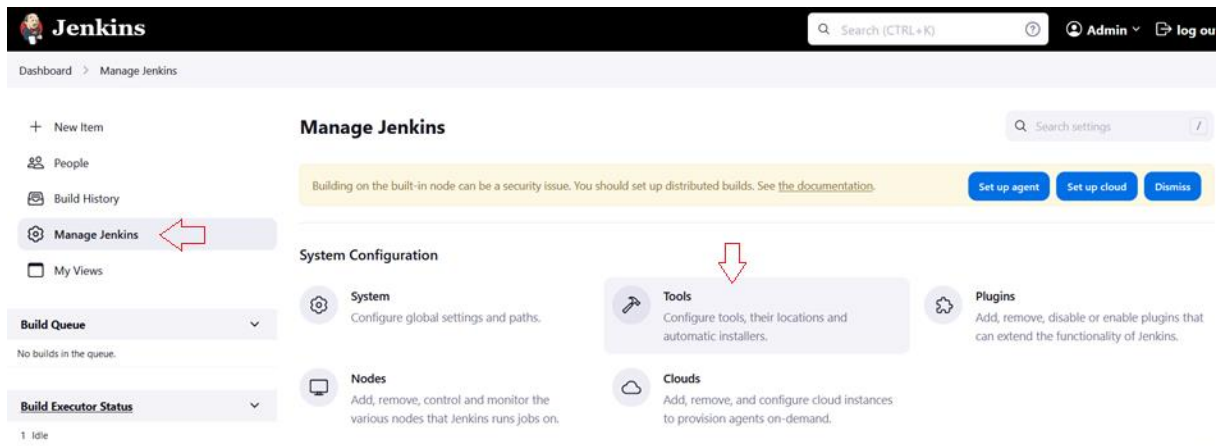 Jenkins
Search (CTRL+K)
Admin
log ou
Dashboard > Manage Jenkins
+ New Item
People
Build History
Manage Jenkins
My Views
Build Queue
No builds in the queue.
Build Executor Status
1 Idle
Manage Jenkins
Search settings /
Building on the built-in node can be a security issue. You should set up distributed builds. See the documentation.
Set up agent
Set up cloud
Dismiss
System Configuration
System
Configure global settings and paths.
Tools
Configure tools, their locations and
automatic installers.
Plugins
Add, remove, disable or enable plugins that
can extend the functionality of Jenkins.
Nodes
Add, remove, control and monitor the
various nodes that Jenkins runs jobs on.
Clouds
Add, remove, and configure cloud instances
to provision agents on-demand.